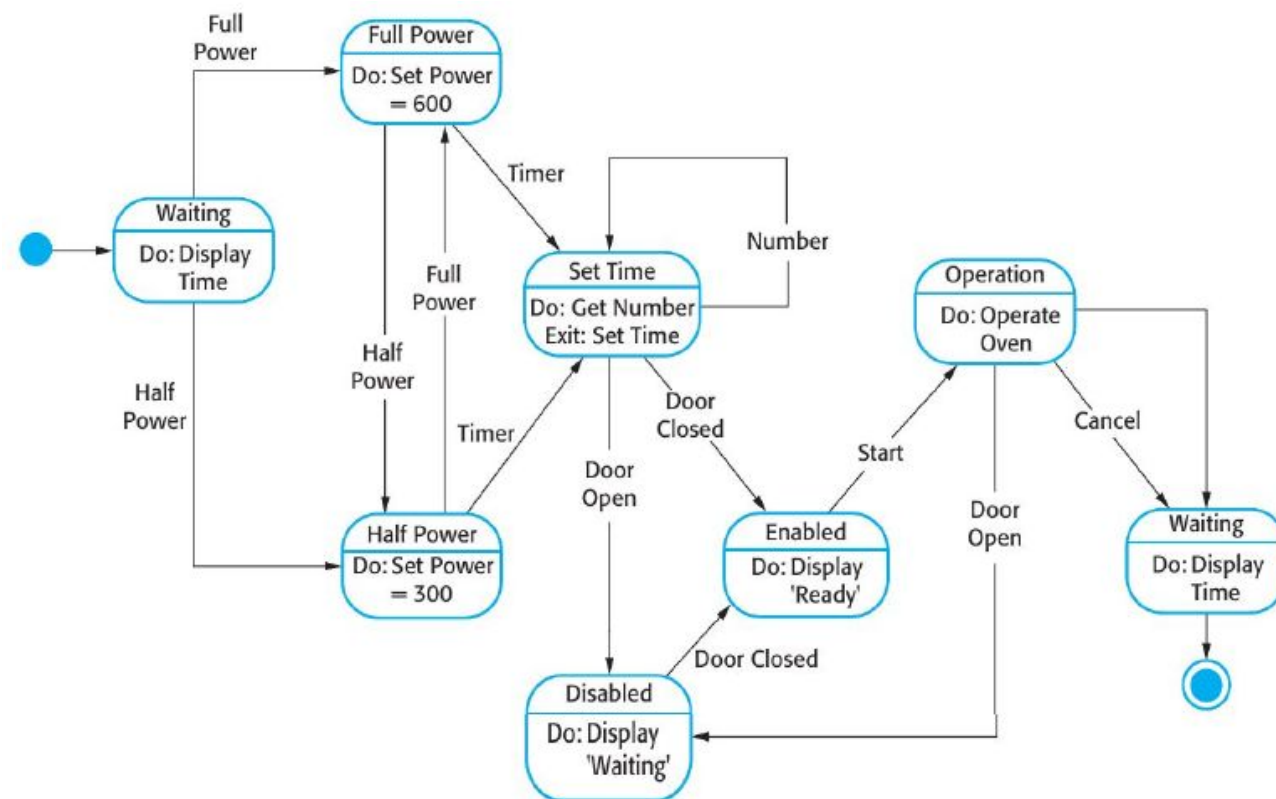 Full
Power
Full Power
Do: Set Power
= 600
Timer
Waiting
Do: Display
Time
Full
Power
Number
Set Time
Do: Get Number
Exit: Set Time
Operation
Do: Operate
Oven
Half
Power
Half
Power
Timer
Door
Closed
Cancel
Start
Door
Open
Door
Open
Half Power
Do: Set Power
= 300
Enabled
Do: Display
'Ready'
Waiting
Do: Display
Time
Door Closed
Disabled
Do: Display
'Waiting'